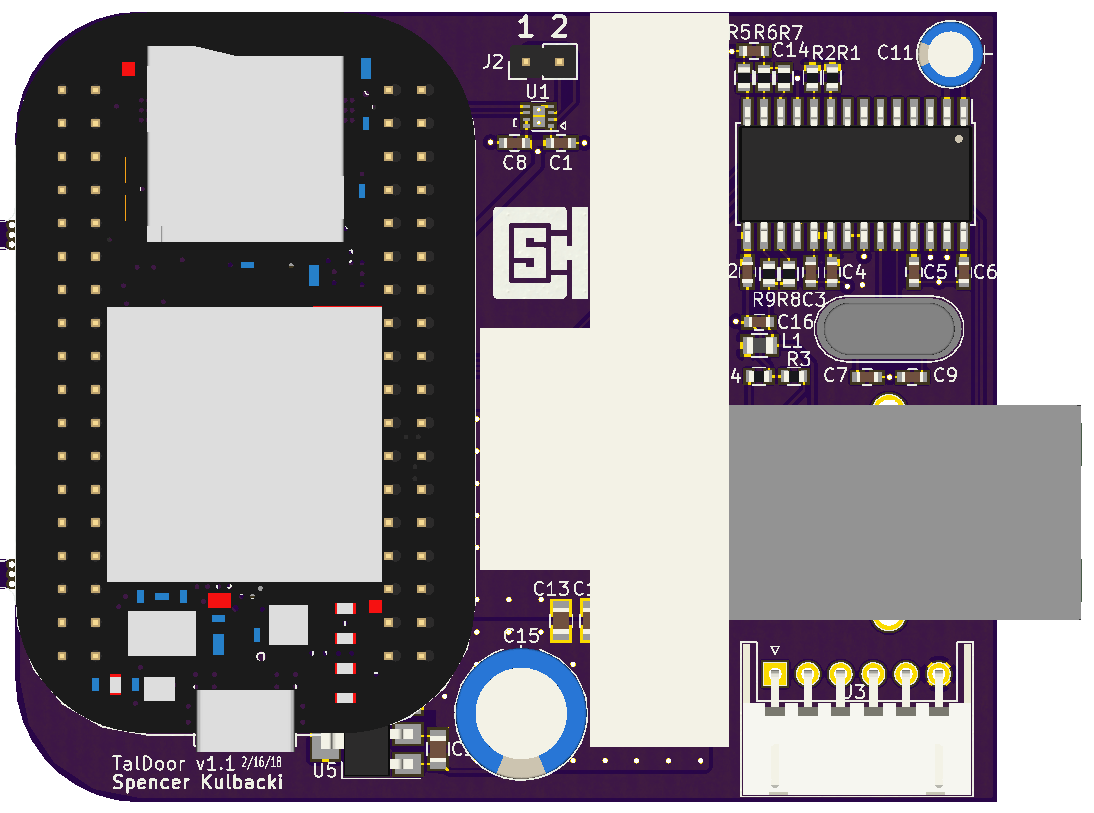 1 2
J2
U1
C8 C1
R5R6R7
C14 R2R1
C11
C4 C5 C6
R9R8C3
C16
L1
R3
C7 C9
C13
C15
U3
U5
TalDoor v1.1 2/16/18
Spencer Kulbacki